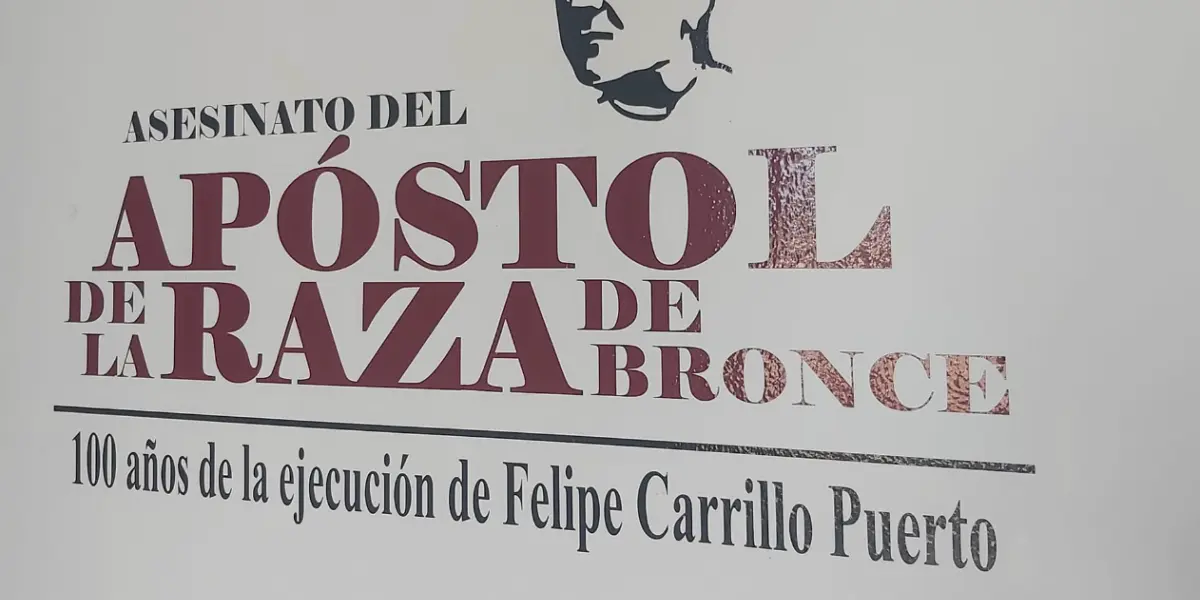 ASESINATO DEL
APÓSTOL
DE LA RAZA DE BRONCE
100 años de la ejecución de Felipe Carrillo Puerto